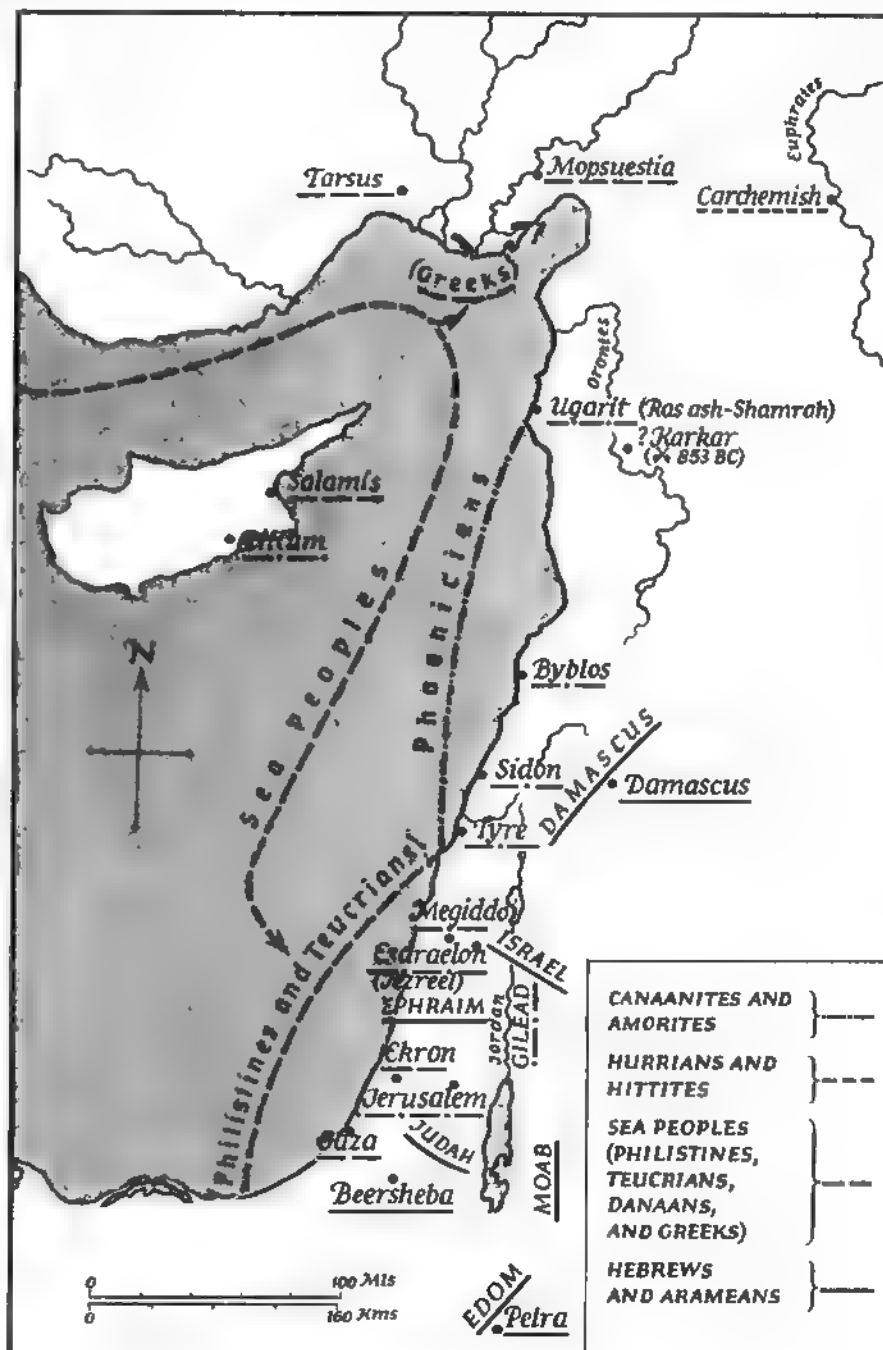 Euphrates
Tarsus
Mopsuestia
Carchemish
(Greeks)
Orontes
Ugarit (Ras ash-Shamrah)
? Karkar
(⚔ 853 BC)
Salamis
Phoenicians
Sea Peoples
N
Byblos
Sidon
DAMASCUS
Damascus
Tyre
Philistines and Teucrians
Megiddo
Esdraelon
(Jezreel)
ISRAEL
EPHRAIM
Jordan
GILEAD
Ekron
Jerusalem
Gaza
JUDAH
Beersheba
MOAB
EDOM
Petra
0 100 Mls
0 160 Kms
CANAANITES AND
AMORITES
HURRIANS AND
HITTITES
SEA PEOPLES
(PHILISTINES,
TEUCRIANS,
DANAANS,
AND GREEKS)
HEBREWS
AND ARAMEANS